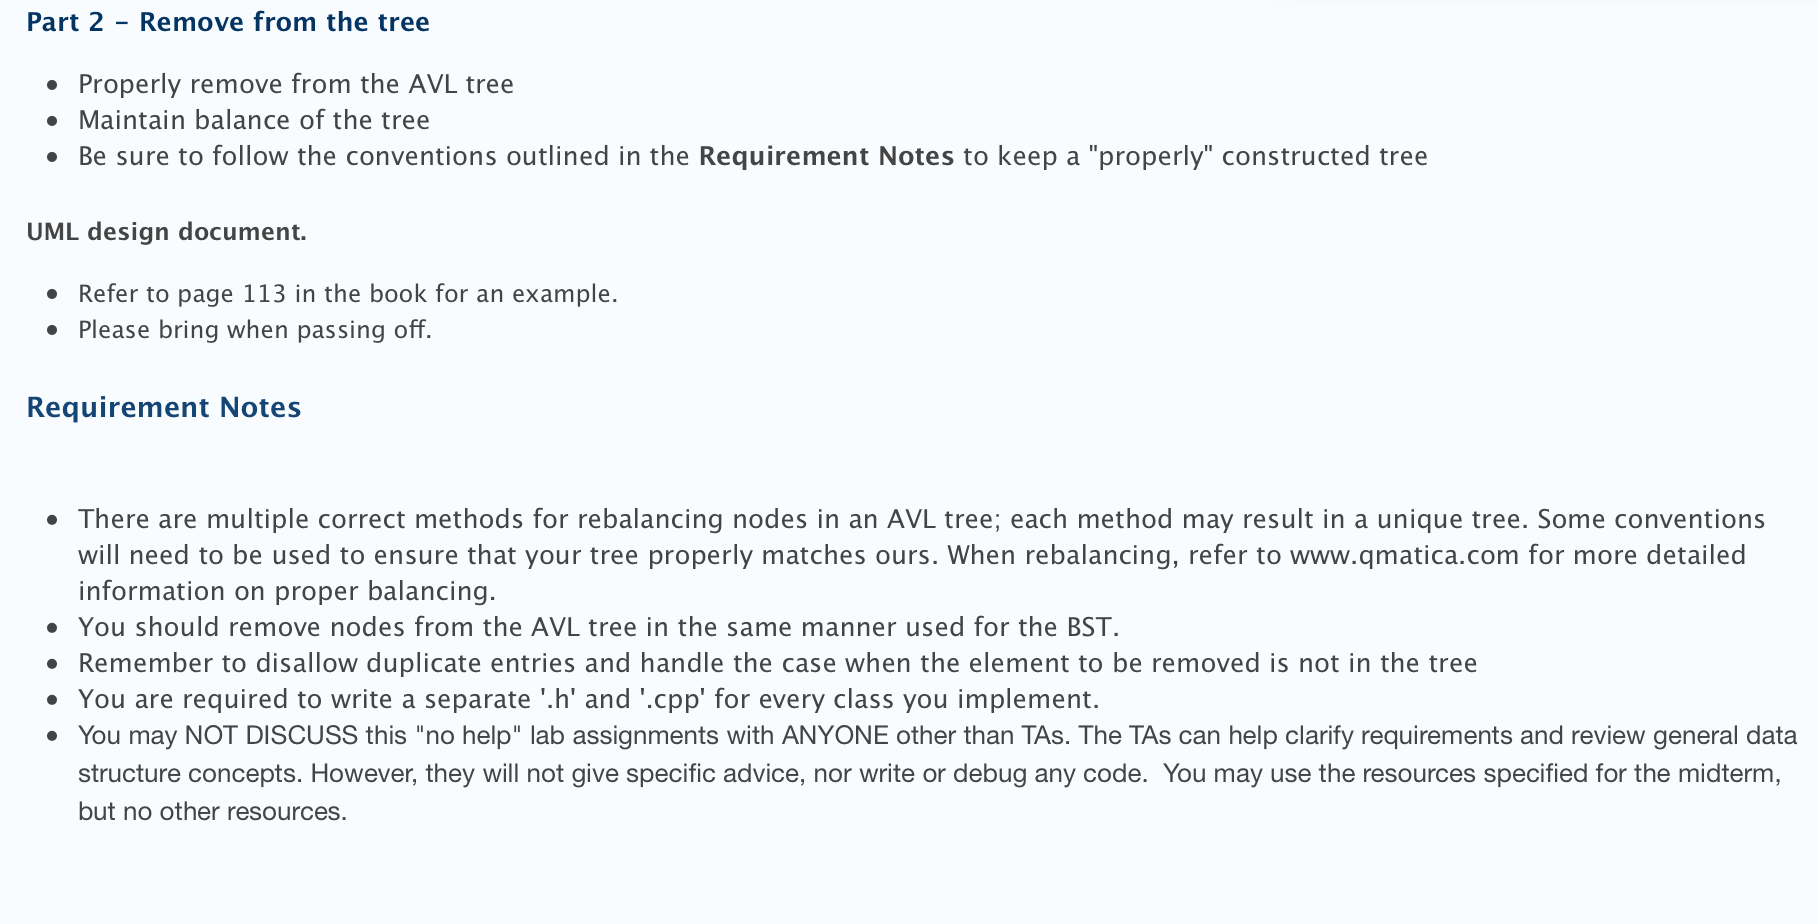 Part 2 – Remove from the tree
• Properly remove from the AVL tree
• Maintain balance of the tree
• Be sure to follow the conventions outlined in the Requirement Notes to keep a "properly" constructed tree
UML design document.
• Refer to page 113 in the book for an example.
• Please bring when passing off.
Requirement Notes
• There are multiple correct methods for rebalancing nodes in an AVL tree; each method may result in a unique tree. Some conventions
will need to be used to ensure that your tree properly matches ours. When rebalancing, refer to www.qmatica.com for more detailed
information on proper balancing.
• You should remove nodes from the AVL tree in the same manner used for the BST.
• Remember to disallow duplicate entries and handle the case when the element to be removed is not in the tree
• You are required to write a separate '.h' and '.cpp' for every class you implement.
• You may NOT DISCUSS this "no help" lab assignments with ANYONE other than TAs. The TAs can help clarify requirements and review general data
structure concepts. However, they will not give specific advice, nor write or debug any code.  You may use the resources specified for the midterm,
but no other resources.